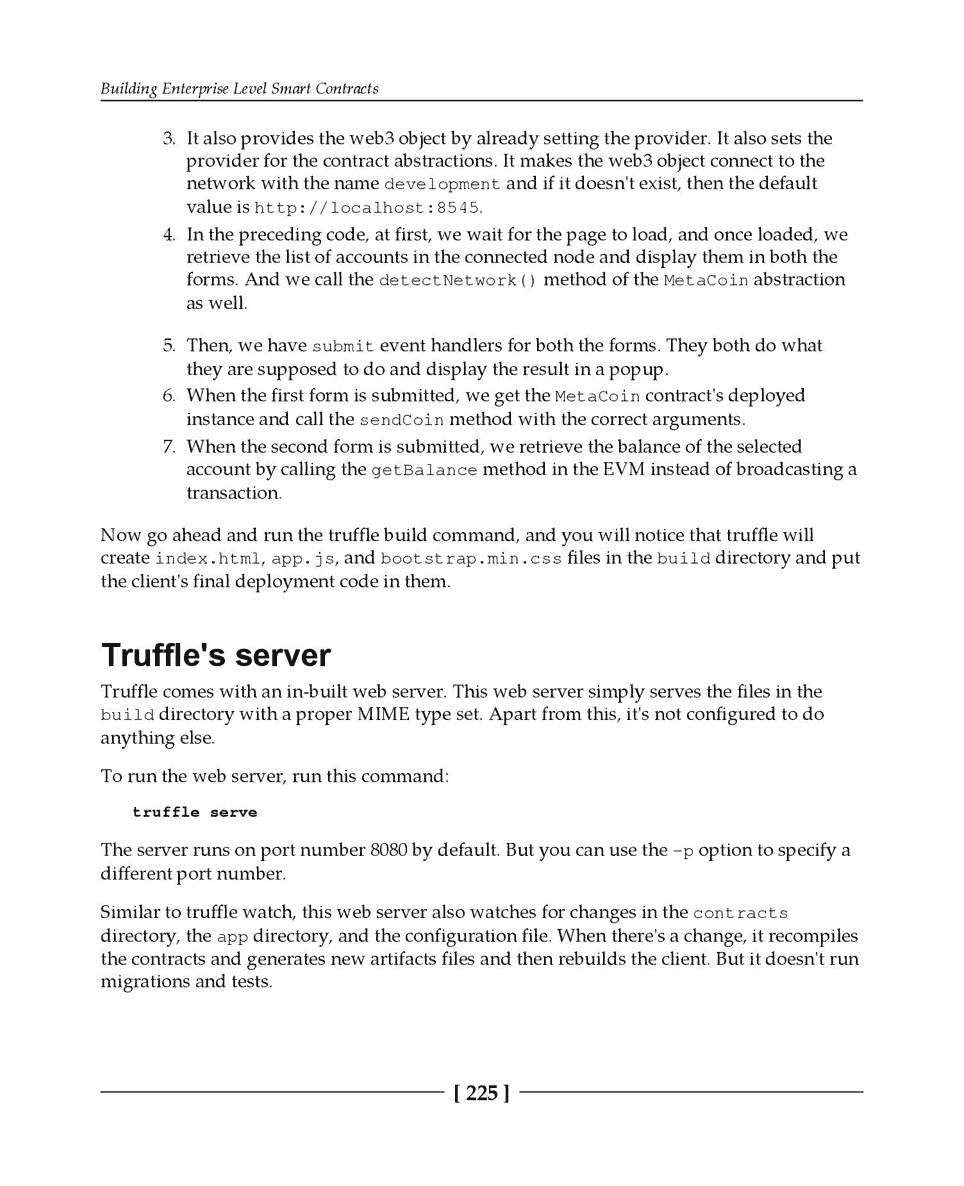 Building Enterprise Level Smart Contracts
3. It also provides the web3 object by already setting the provider. It also sets the
provider for the contract abstractions. It makes the web3 object connect to the
network with the name development and if it doesn't exist, then the default
value is http://localhost:8545.
4. In the preceding code, at first, we wait for the page to load, and once loaded, we
retrieve the list of accounts in the connected node and display them in both the
forms. And we call the detectNetwork() method of the MetaCoin abstraction
as well.
5. Then, we have submit event handlers for both the forms. They both do what
they are supposed to do and display the result in a popup.
6. When the first form is submitted, we get the MetaCoin contract's deployed
instance and call the sendCoin method with the correct arguments.
7. When the second form is submitted, we retrieve the balance of the selected
account by calling the getBalance method in the EVM instead of broadcasting a
transaction.
Now go ahead and run the truffle build command, and you will notice that truffle will
create index.html, app.js, and bootstrap.min.css files in the build directory and put
the client's final deployment code in them.
Truffle's server
Truffle comes with an in-built web server. This web server simply serves the files in the
build directory with a proper MIME type set. Apart from this, it's not configured to do
anything else.
To run the web server, run this command:
truffle serve
The server runs on port number 8080 by default. But you can use the -p option to specify a
different port number.
Similar to truffle watch, this web server also watches for changes in the contracts
directory, the app directory, and the configuration file. When there's a change, it recompiles
the contracts and generates new artifacts files and then rebuilds the client. But it doesn't run
migrations and tests.
[ 225 ]